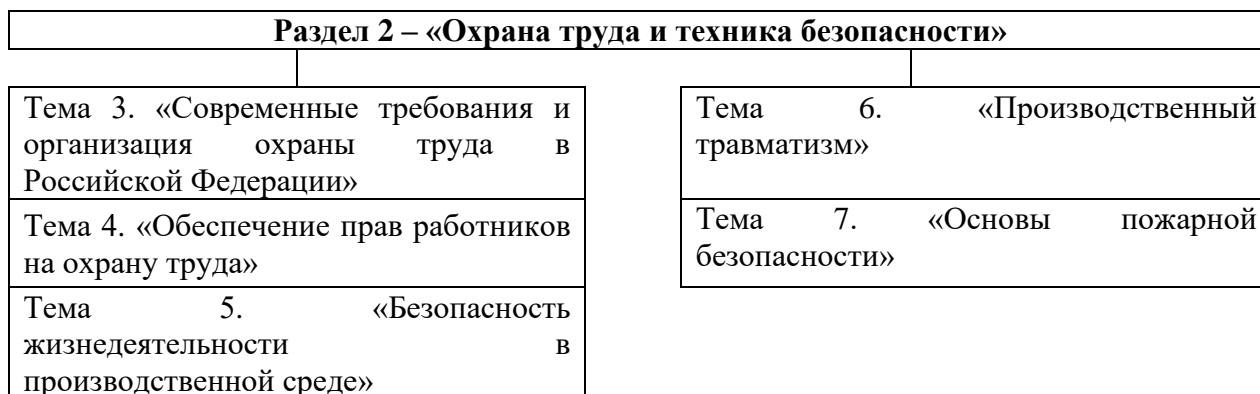 Раздел 2 – «Охрана труда и техника безопасности»
Тема 3. «Современные требования и
организация охраны труда в
Российской Федерации»
Тема 4. «Обеспечение прав работников
на охрану труда»
Тема 5. «Безопасность
жизнедеятельности в
производственной среде»
Тема 6. «Производственный
травматизм»
Тема 7. «Основы пожарной
безопасности»